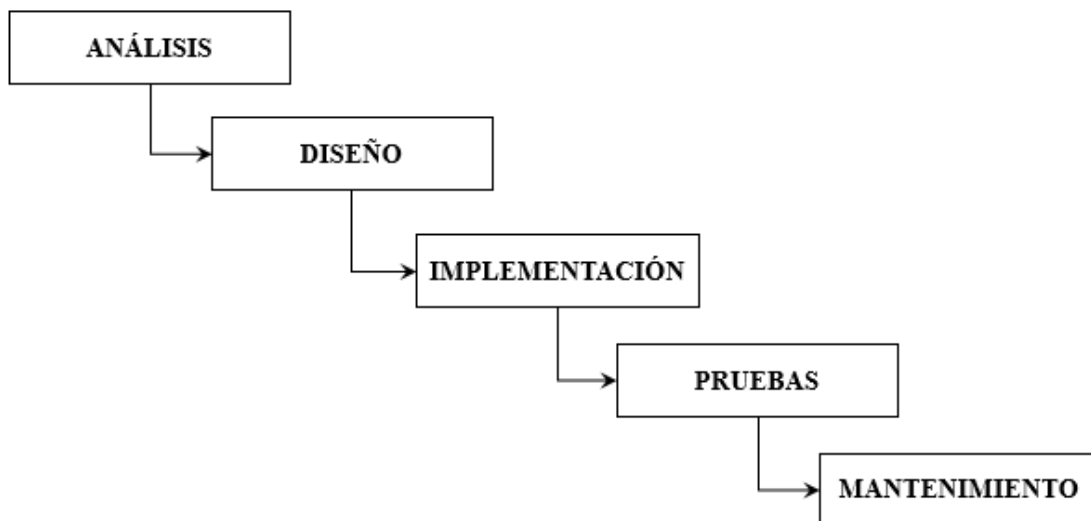 ANÁLISIS
DISEÑO
IMPLEMENTACIÓN
PRUEBAS
MANTENIMIENTO